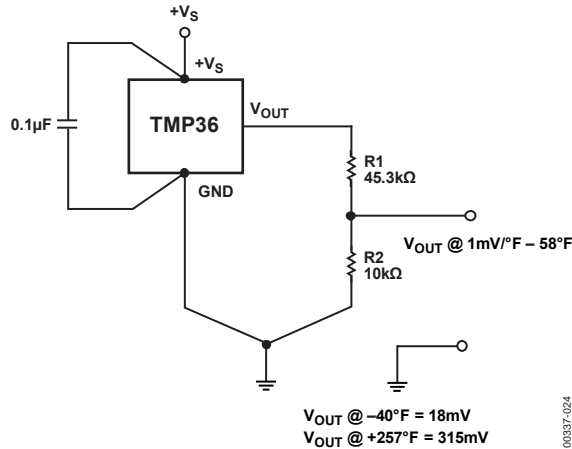 +VS
+VS
0.1µF
TMP36
VOUT
GND
R1
45.3kΩ
VOUT @ 1mV/°F – 58°F
R2
10kΩ
VOUT @ –40°F = 18mV
VOUT @ +257°F = 315mV
00337-024